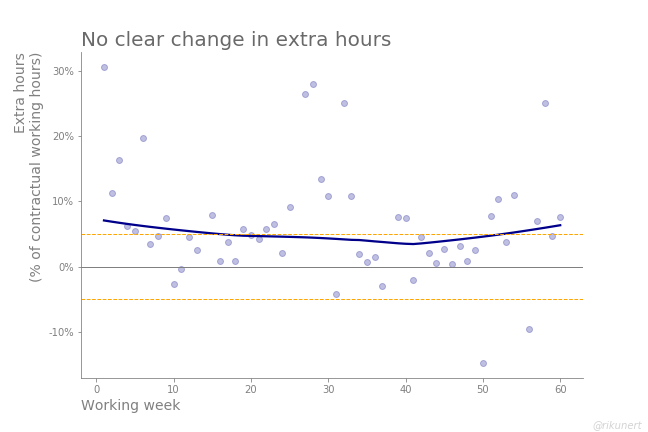 No clear change in extra hours
Extra hours
(% of contractual working hours)
30%
20%
10%
0%
-10%
0 10 20 30 40 50 60
Working week
@rikunert